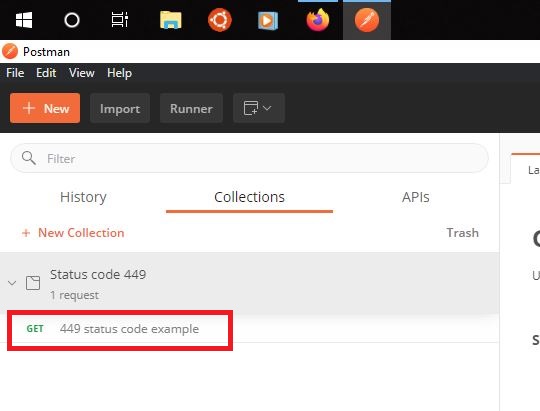 Postman
File Edit View Help
+ New Import Runner
Filter
History Collections APIs
La
+ New Collection Trash
Status code 449
1 request
GET 449 status code example